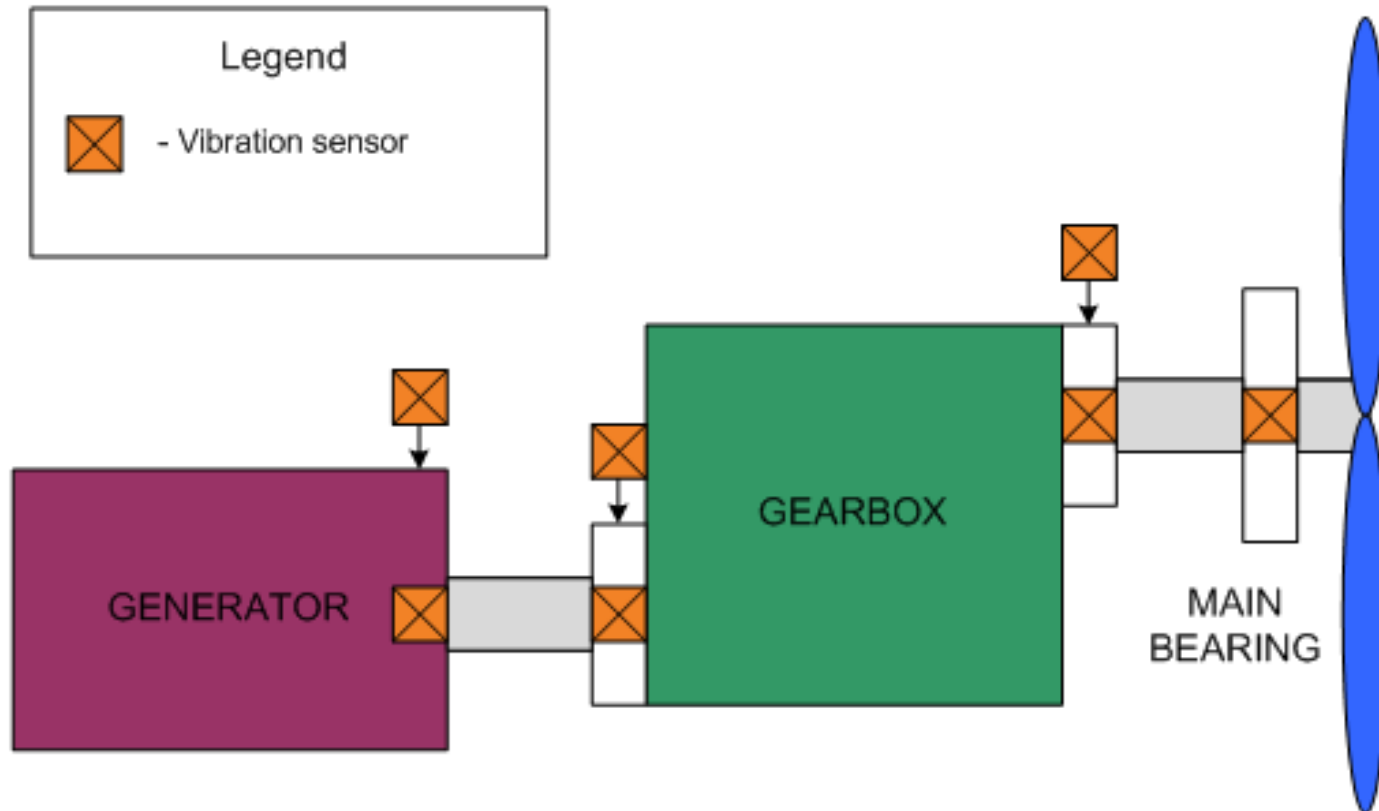 Legend
- Vibration sensor
GENERATOR
GEARBOX
MAIN
BEARING